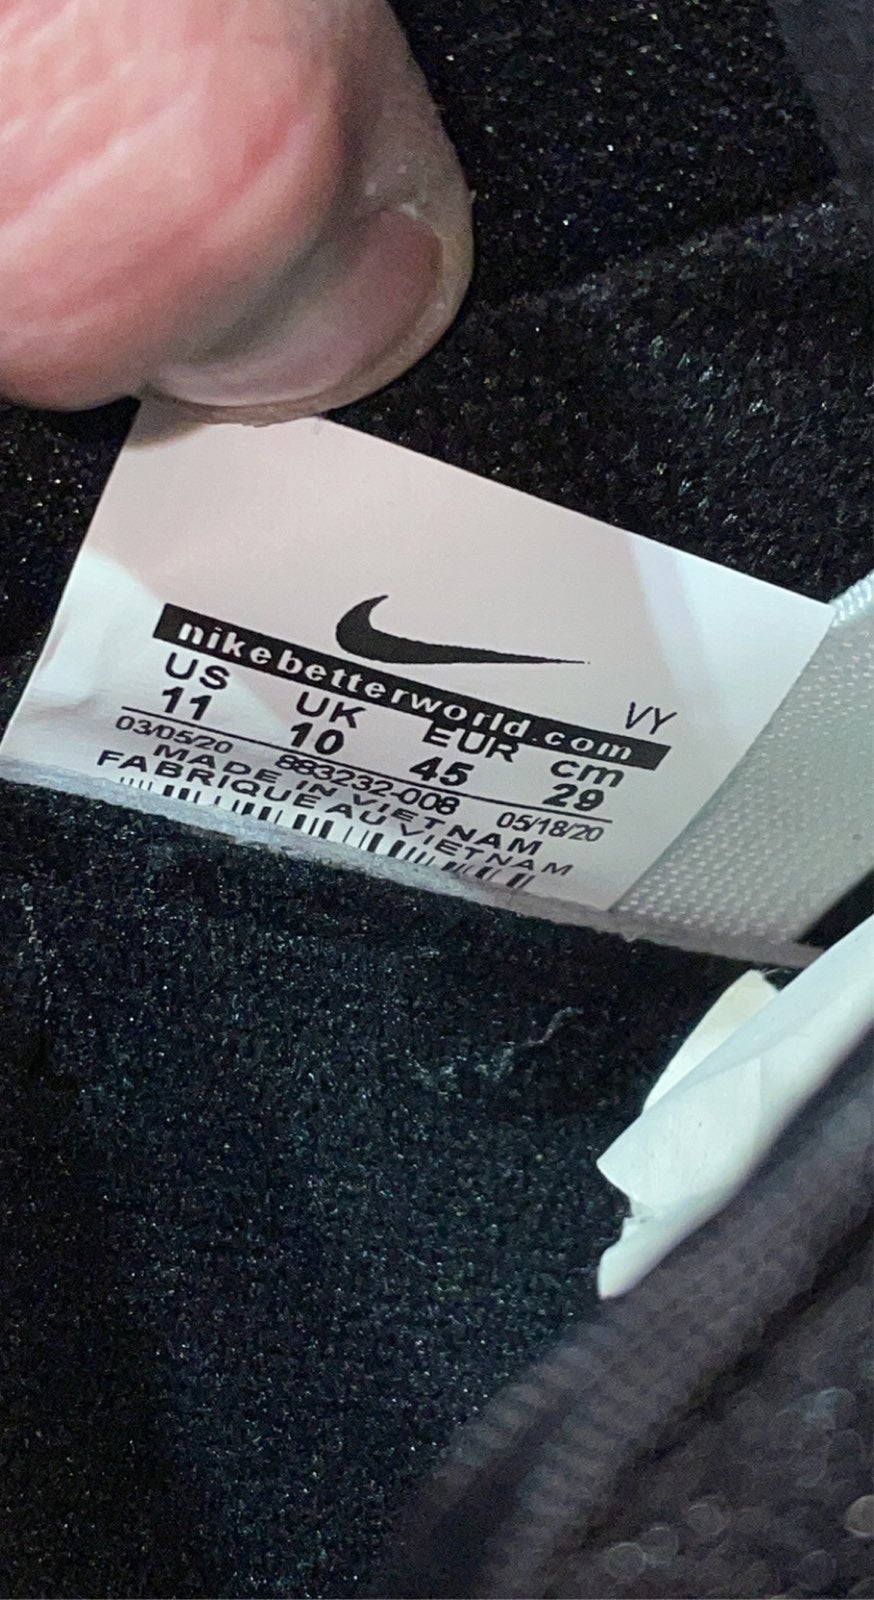 nikebetterworld.com
VY
US UK EUR cm
11 10 45 29
03/05/20 883232-008 05/18/20
MADE IN VIETNAM
FABRIQUE AU VIETNAM